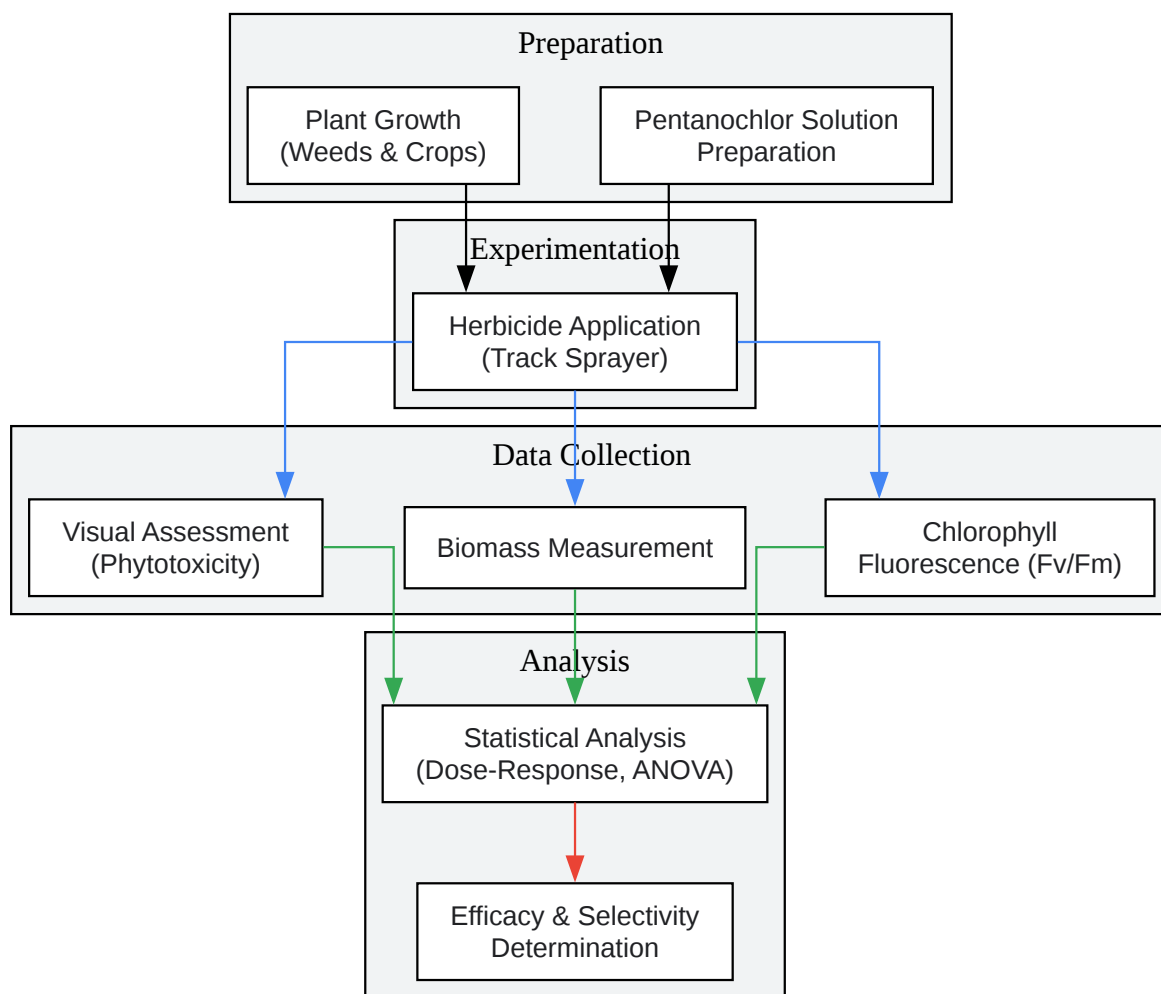 Preparation
Plant Growth
(Weeds & Crops)
Pentanochlor Solution
Preparation
Experimentation
Herbicide Application
(Track Sprayer)
Data Collection
Visual Assessment
(Phytotoxicity)
Biomass Measurement
Chlorophyll
Fluorescence (Fv/Fm)
Analysis
Statistical Analysis
(Dose-Response, ANOVA)
Efficacy & Selectivity
Determination